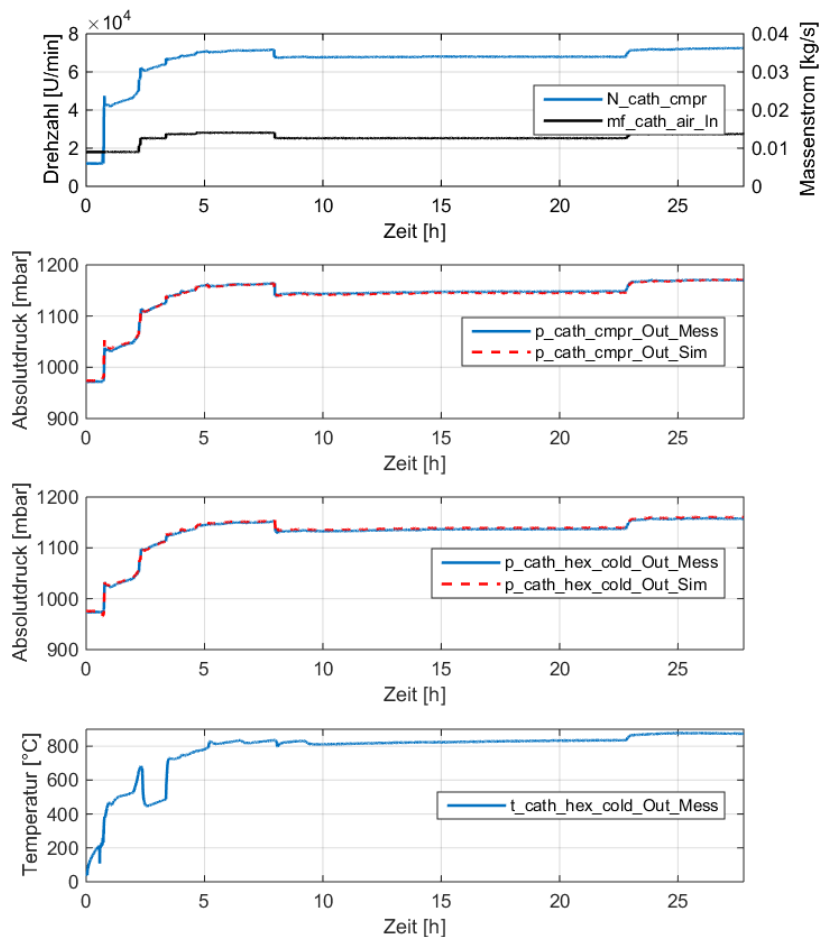 ×10⁴
8
6
4
2
0
Drehzahl [U/min]
0.04
0.03
0.02
0.01
0
Massenstrom [kg/s]
N_cath_cmpr
mf_cath_air_In
0 5 10 15 20 25
Zeit [h]
1200
1100
1000
900
Absolutdruck [mbar]
p_cath_cmpr_Out_Mess
p_cath_cmpr_Out_Sim
0 5 10 15 20 25
Zeit [h]
1200
1100
1000
900
Absolutdruck [mbar]
p_cath_hex_cold_Out_Mess
p_cath_hex_cold_Out_Sim
0 5 10 15 20 25
Zeit [h]
800
600
400
200
0
Temperatur [°C]
t_cath_hex_cold_Out_Mess
0 5 10 15 20 25
Zeit [h]